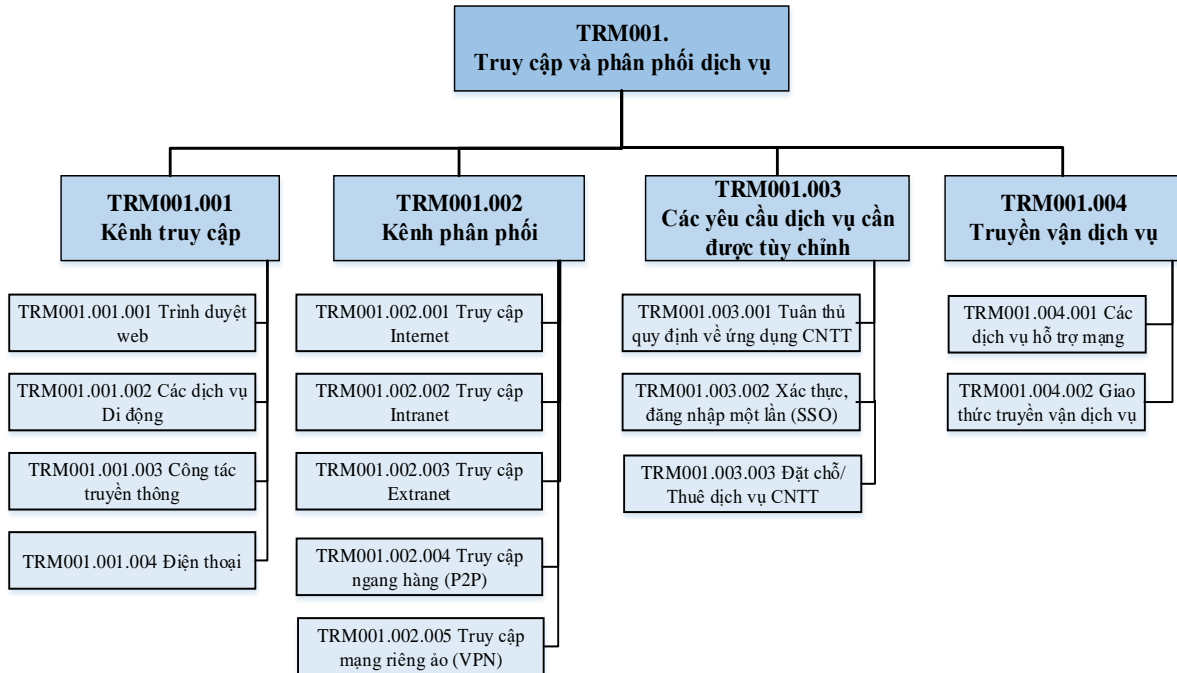 TRM001.
Truy cập và phân phối dịch vụ
TRM001.001
Kênh truy cập
TRM001.001.001 Trình duyệt
web
TRM001.001.002 Các dịch vụ
Di động
TRM001.001.003 Công tác
truyền thông
TRM001.001.004 Điện thoại
TRM001.002
Kênh phân phối
TRM001.002.001 Truy cập
Internet
TRM001.002.002 Truy cập
Intranet
TRM001.002.003 Truy cập
Extranet
TRM001.002.004 Truy cập
ngang hàng (P2P)
TRM001.002.005 Truy cập
mạng riêng ảo (VPN)
TRM001.003
Các yêu cầu dịch vụ cần
được tùy chỉnh
TRM001.003.001 Tuân thủ
quy định về ứng dụng CNTT
TRM001.003.002 Xác thực,
đăng nhập một lần (SSO)
TRM001.003.003 Đặt chỗ/
Thuê dịch vụ CNTT
TRM001.004
Truyền vận dịch vụ
TRM001.004.001 Các
dịch vụ hỗ trợ mạng
TRM001.004.002 Giao
thức truyền vận dịch vụ